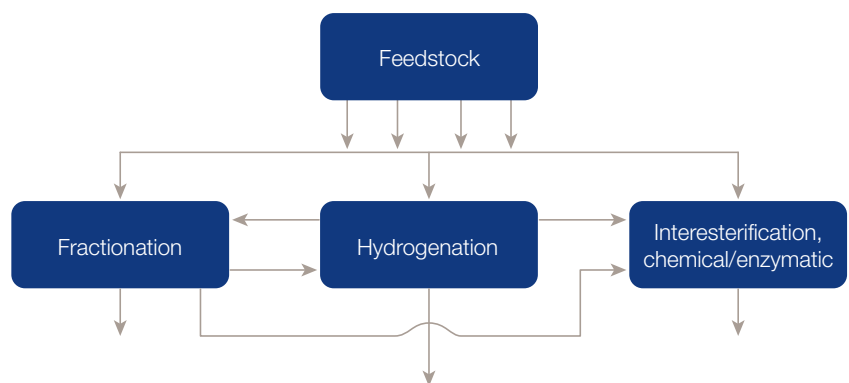 Feedstock
Fractionation
Hydrogenation
Interesterification,
chemical/enzymatic